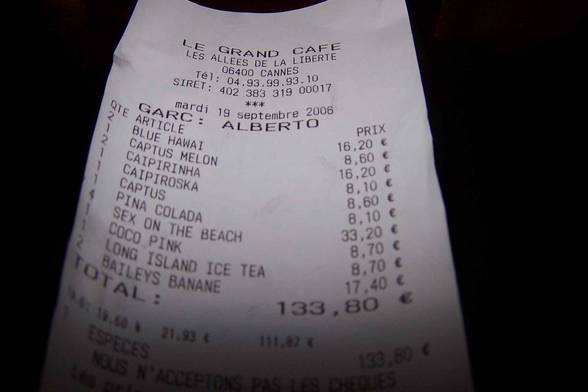 LE GRAND CAFE
LES ALLEES DE LA LIBERTE
06400 CANNES
Tél: 04.93.99.93.10
SIRET: 402 383 319 00017
***
mardi 19 septembre 2006
GARC: ALBERTO
QTE ARTICLE PRIX
2 BLUE HAWAI 16,20 €
1 CAPTUS MELON 8,60 €
2 CAIPIRINHA 16,20 €
1 CAIPIROSKA 8,10 €
1 CAPTUS 8,60 €
1 PINA COLADA 8,10 €
4 SEX ON THE BEACH 33,20 €
1 COCO PINK 8,70 €
1 LONG ISLAND ICE TEA 8,70 €
2 BAILEYS BANANE 17,40 €
TOTAL: 133,80 €
19.60 % 21,93 € 111,87 €
ESPECES 133,80 €
NOUS N'ACCEPTONS PAS LES CHEQUES
Les